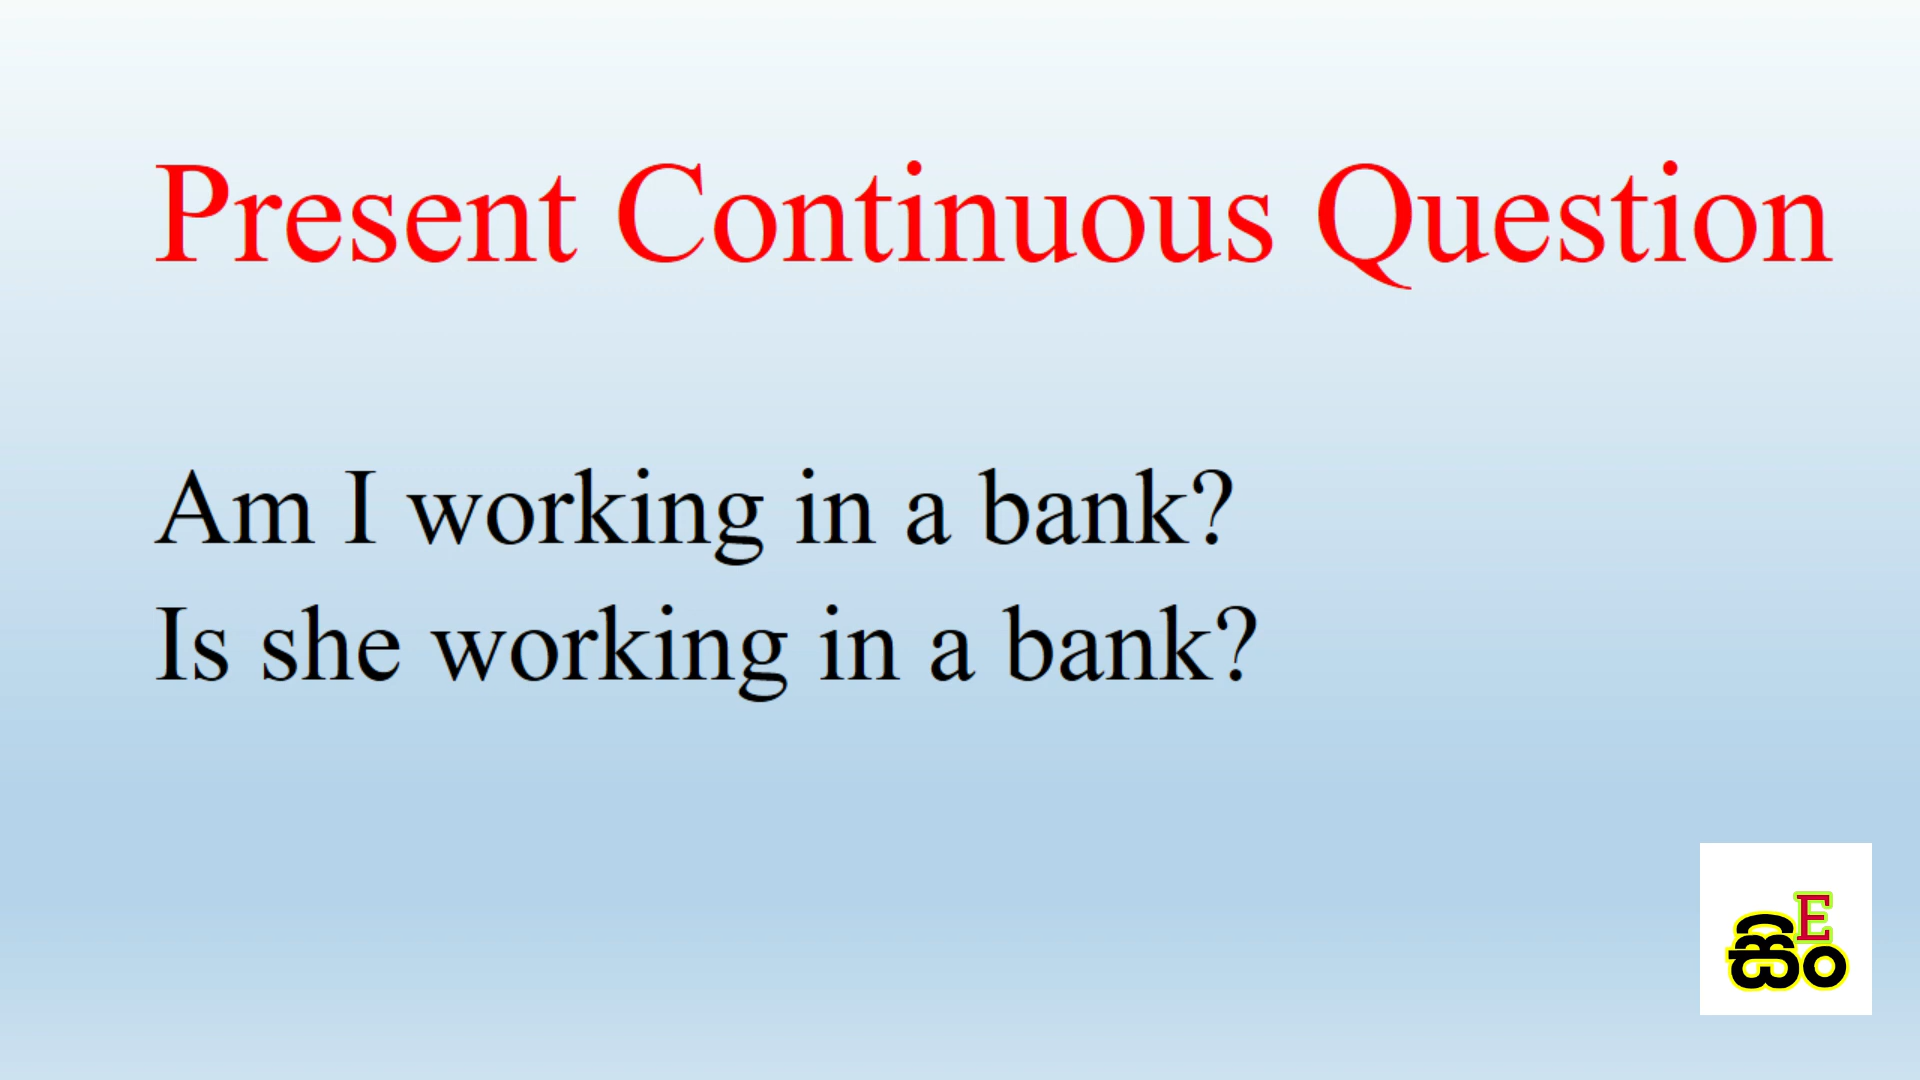 Present Continuous Question
Am I working in a bank?
Is she working in a bank?
E
සිං